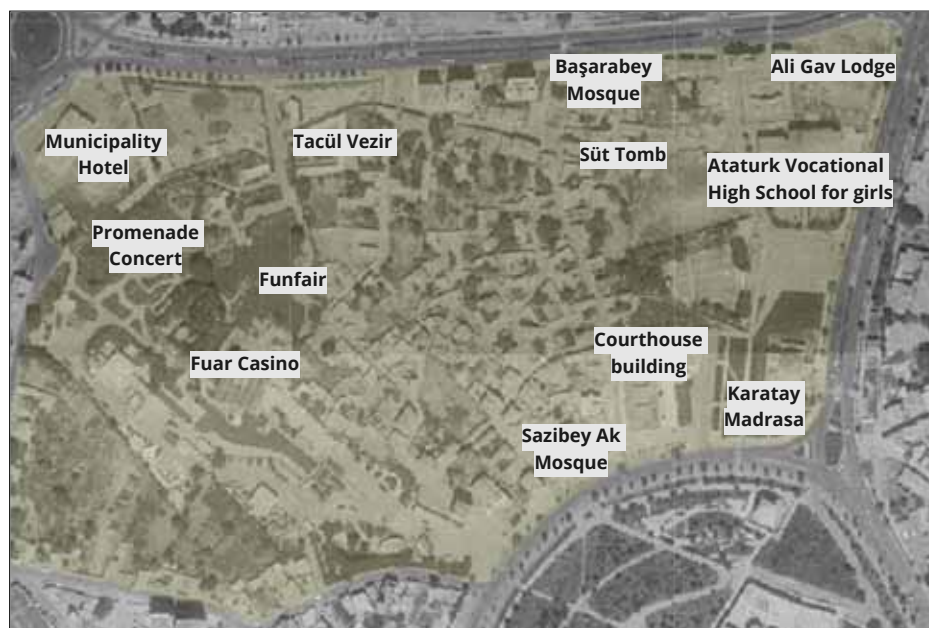 Başarabey
Mosque
Ali Gav Lodge
Municipality
Hotel
Tacül Vezir
Süt Tomb
Ataturk Vocational
High School for girls
Promenade
Concert
Funfair
Courthouse
building
Fuar Casino
Karatay
Madrasa
Sazibey Ak
Mosque